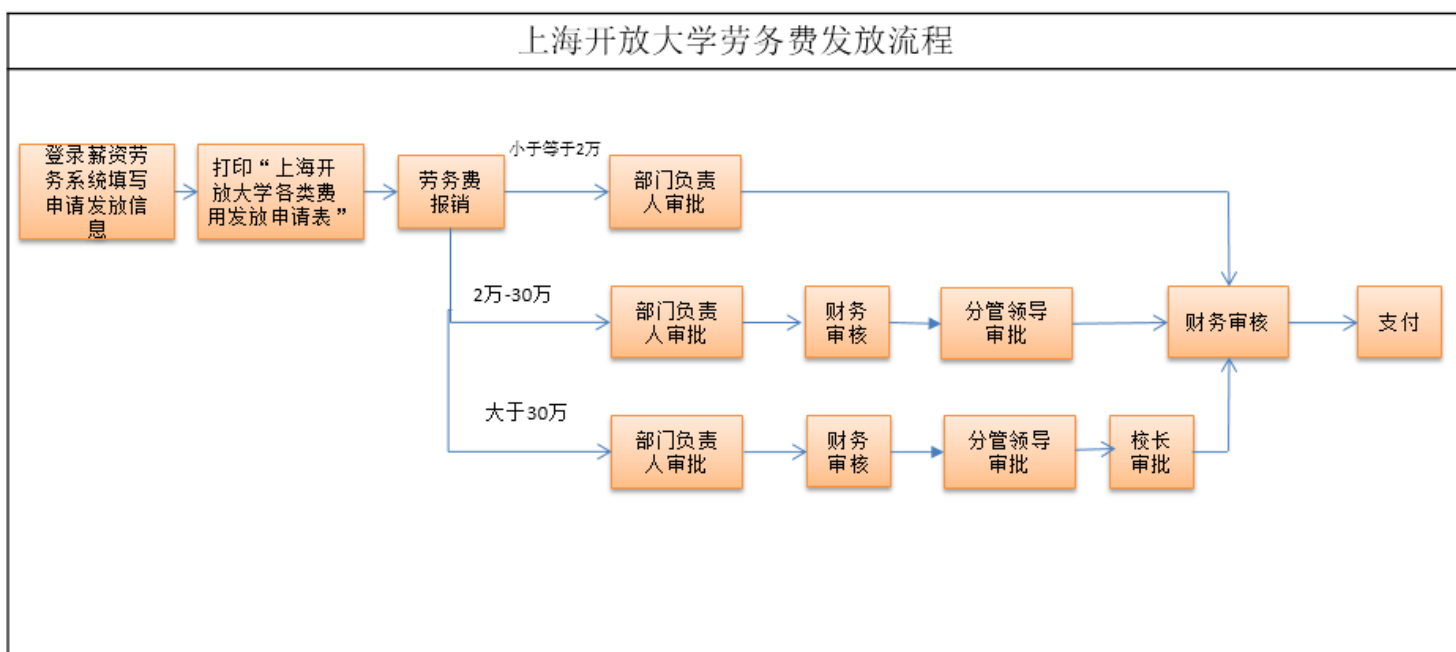 上海开放大学劳务费发放流程
登录薪资劳
务系统填写
申请发放信
息
打印“上海开
放大学各类费
用发放申请表”
劳务费
报销
小于等于2万
部门负责
人审批
2万-30万
部门负责
人审批
财务
审核
分管领导
审批
财务审核
支付
大于30万
部门负责
人审批
财务
审核
分管领导
审批
校长
审批